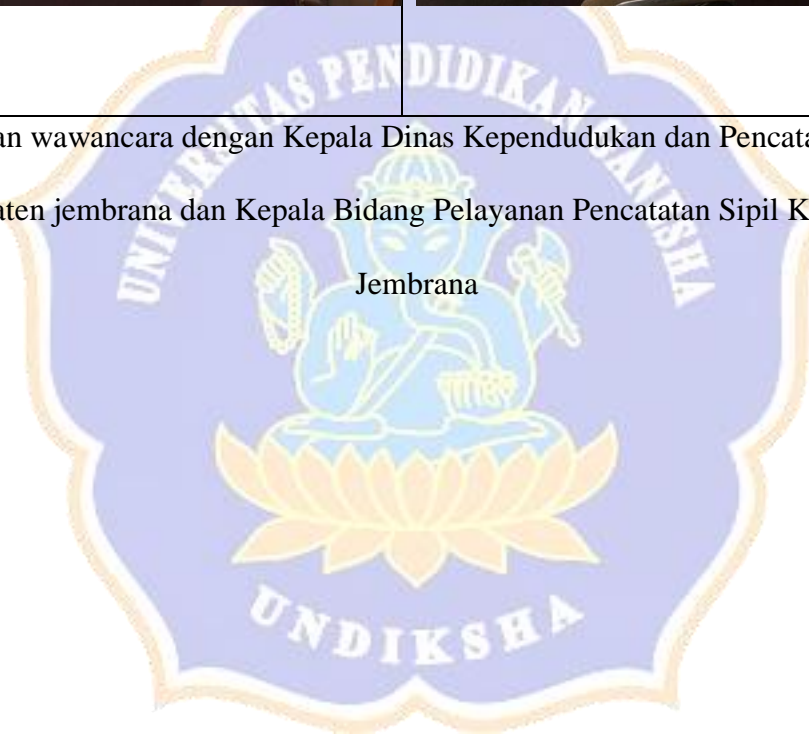 UNIVERSITAS PENDIDIKAN GANESHA
an wawancara dengan Kepala Dinas Kependudukan dan Pencata
aten jembrana dan Kepala Bidang Pelayanan Pencatatan Sipil K
Jembrana
UNDIKSHA